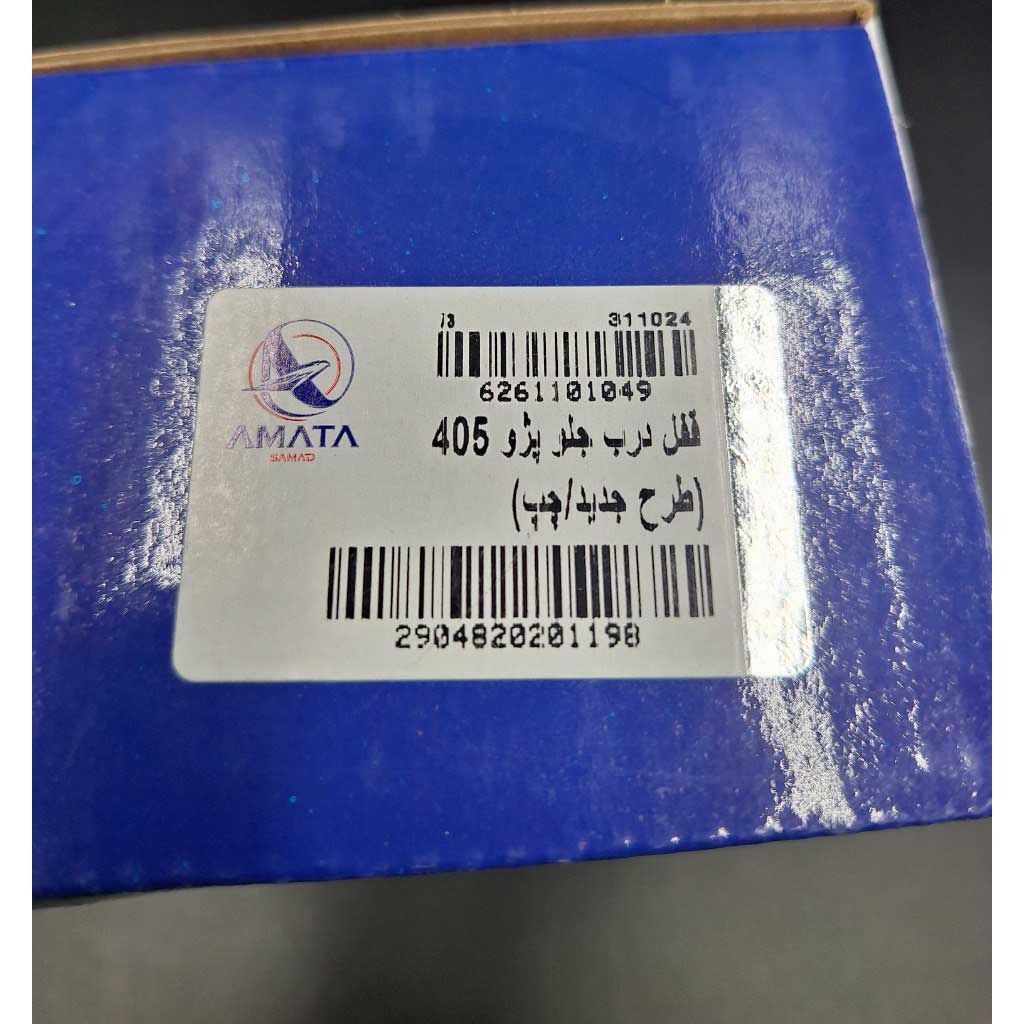 311024
6261101049
AMATA
SAMAD
قفل درب جلو پژو 405
(طرح جدید/چپ)
2904820201198